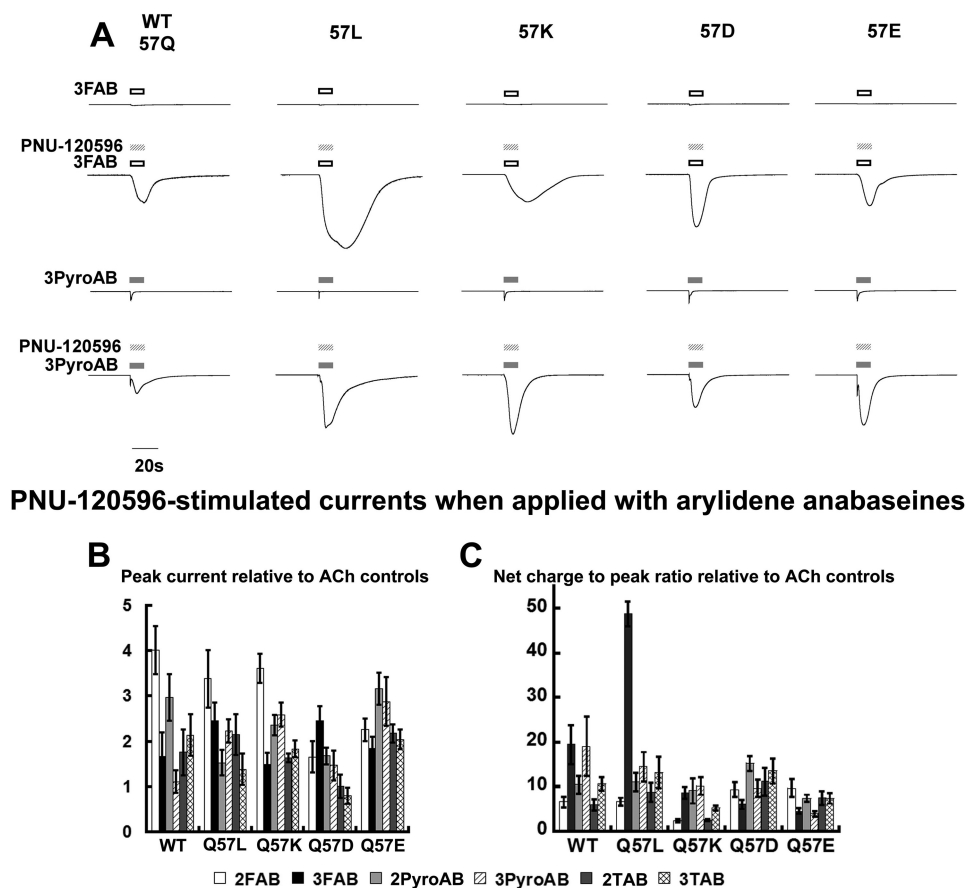 A
WT
57Q
57L
57K
57D
57E
3FAB
PNU-120596
3FAB
3PyroAB
PNU-120596
3PyroAB
20s
PNU-120596-stimulated currents when applied with arylidene anabaseines
B
Peak current relative to ACh controls
5
4
3
2
1
0
WT Q57L Q57K Q57D Q57E
C
Net charge to peak ratio relative to ACh controls
50
40
30
20
10
0
WT Q57L Q57K Q57D Q57E
2FAB 3FAB 2PyroAB 3PyroAB 2TAB 3TAB